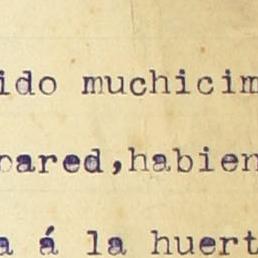 ido muchicim
pared,habien
a á la huert